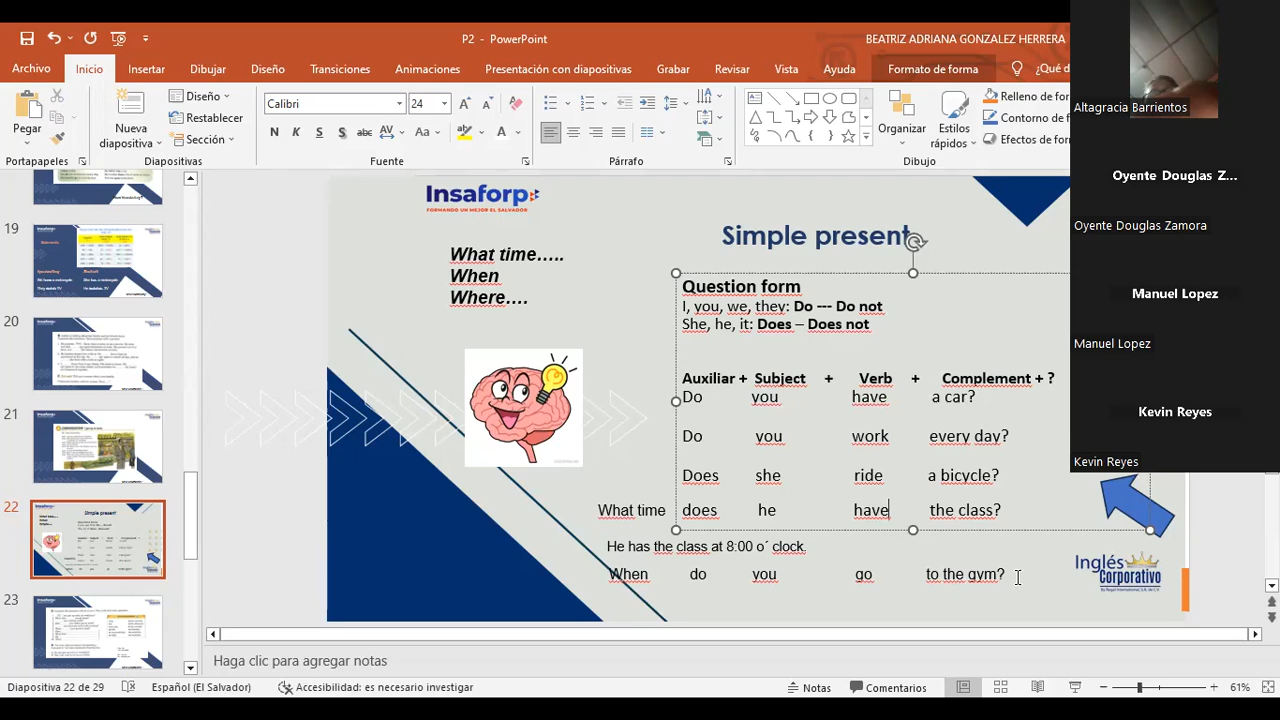 P2 - PowerPoint
BEATRIZ ADRIANA GONZALEZ HERRERA
Archivo Inicio Insertar Dibujar Diseño Transiciones Animaciones Presentación con diapositivas Grabar Revisar Vista Ayuda Formato de forma ¿Qué d
Pegar
Portapapeles
Nueva diapositiva
Diseño
Restablecer
Sección
Diapositivas
Calibri 24
N K S S abc AV Aa A
Fuente
Párrafo
Organizar
Estilos rápidos
Relleno de fo
Contorno de f
Efectos de for
Dibujo
Altagracia Barrientos
Oyente Douglas Z...
Oyente Douglas Zamora
Manuel Lopez
Manuel Lopez
Kevin Reyes
Kevin Reyes
19
20
21
22
23
Insaforp
FORMANDO UN MEJOR EL SALVADOR
Simple present
What time.....
When
Where....
Question form
I, you, we, they: Do --- Do not
She, he, it: Does – Does not
Auxiliar + Subject + Verb + Complement + ?
Do you have a car?
Do you work every day?
Does she ride a bicycle?
What time does he have the class?
He has the class at 8:00 o´ clock
When do you go to the gym?
Inglés
Corporativo
Haga clic para agregar notas
Diapositiva 22 de 29 Español (El Salvador) Accesibilidad: es necesario investigar Notas Comentarios 61%